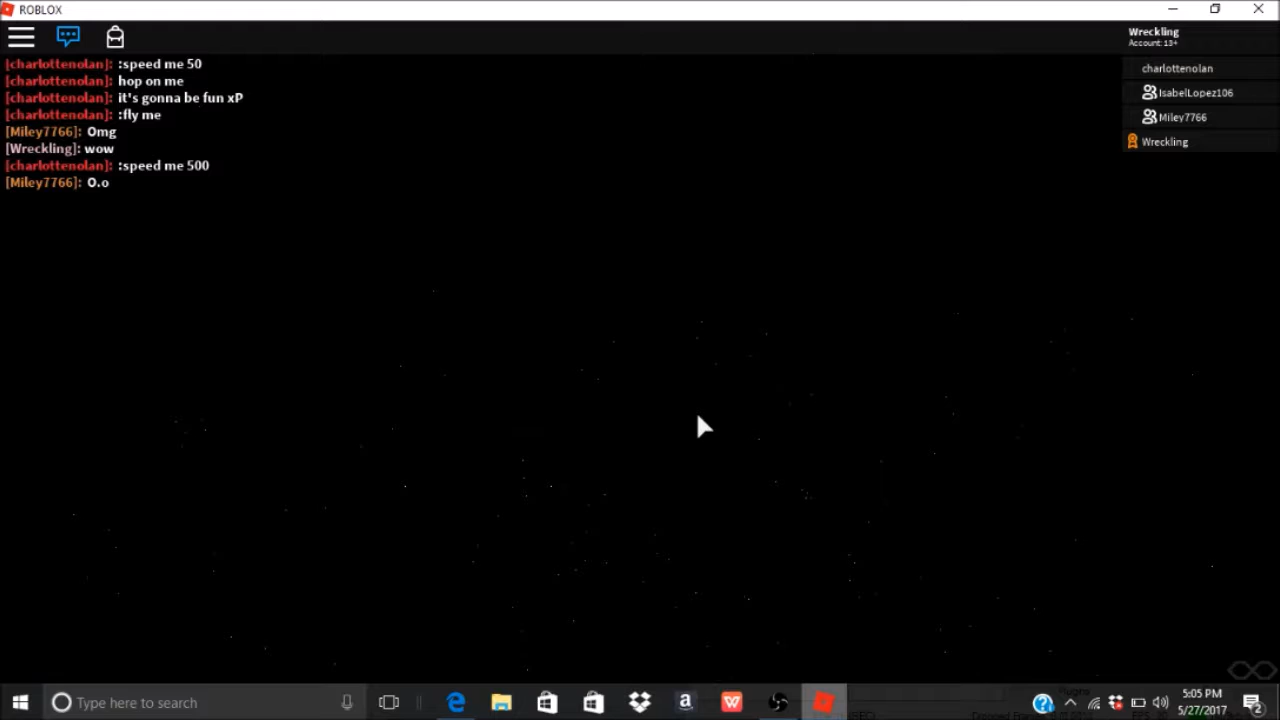 ROBLOX
Wreckling
Account: 13+
charlottenolan
IsabelLopez106
Miley7766
Wreckling
[charlottenolan]: :speed me 50
[charlottenolan]: hop on me
[charlottenolan]: it's gonna be fun xP
[charlottenolan]: :fly me
[Miley7766]: Omg
[Wreckling]: wow
[charlottenolan]: :speed me 500
[Miley7766]: O.o
Type here to search
Plugins
5:05 PM
5/27/2017
2